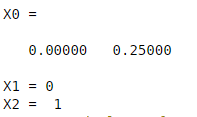 X0 =
0.00000 0.25000
X1 = 0
X2 = 1